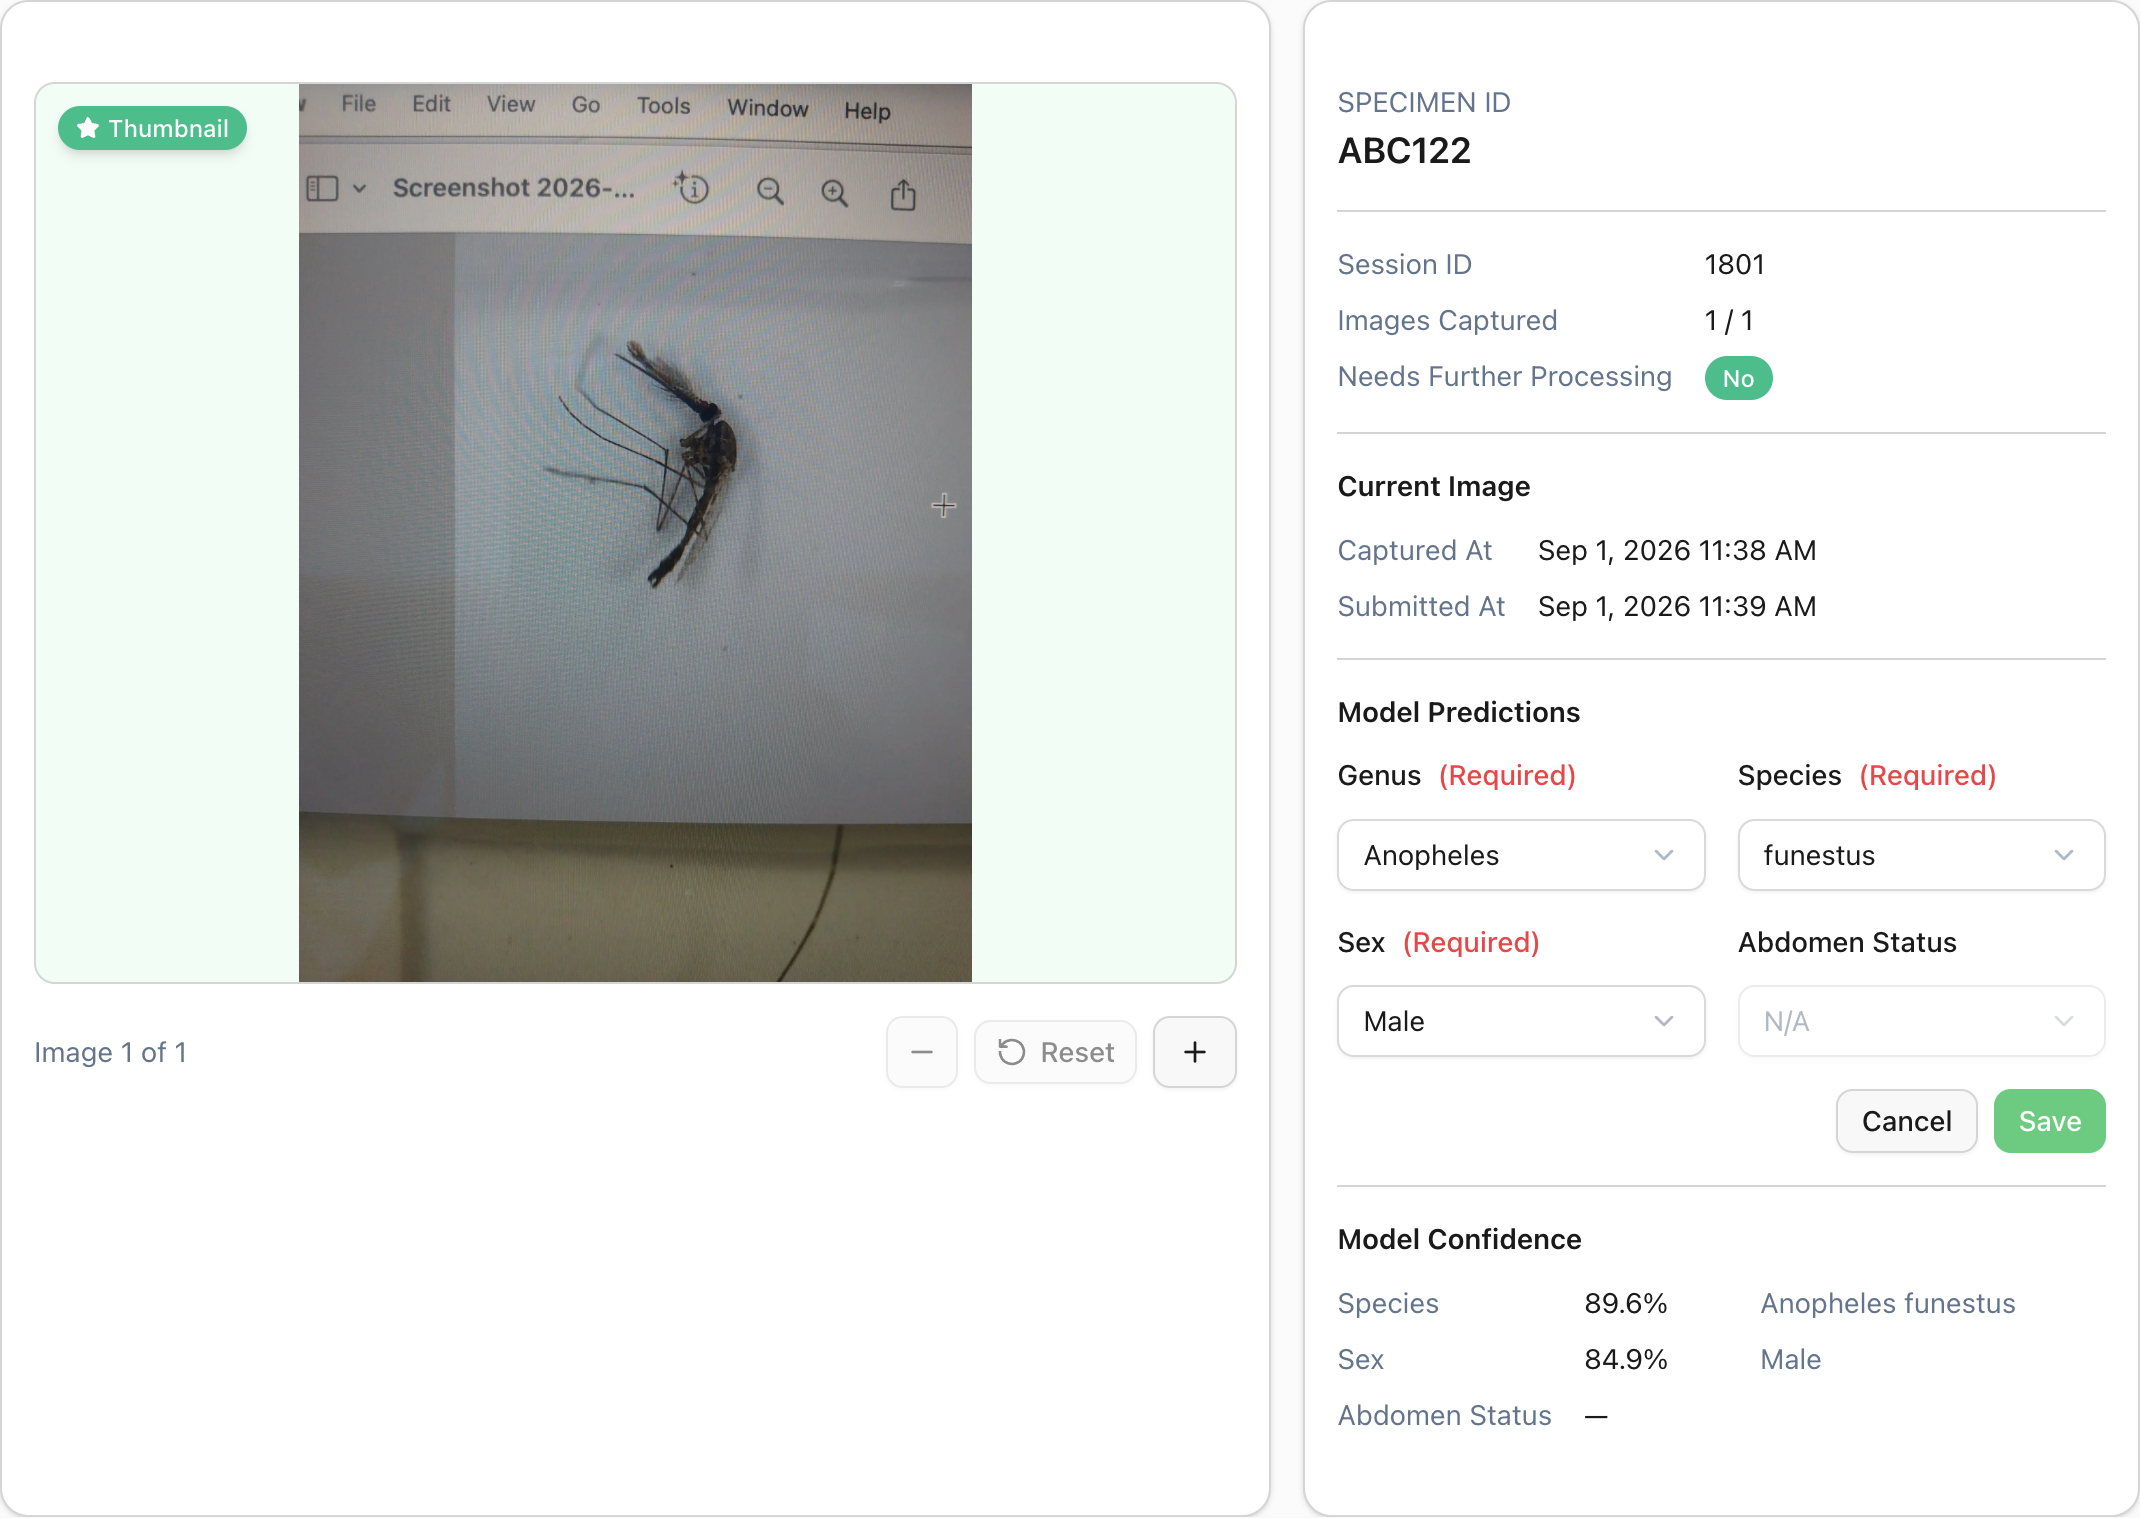 Thumbnail
File Edit View Go Tools Window Help
Screenshot 2026-...
Image 1 of 1
Reset
SPECIMEN ID
ABC122
Session ID 1801
Images Captured 1 / 1
Needs Further Processing No
Current Image
Captured At Sep 1, 2026 11:38 AM
Submitted At Sep 1, 2026 11:39 AM
Model Predictions
Genus (Required) Species (Required)
Anopheles funestus
Sex (Required) Abdomen Status
Male N/A
Cancel Save
Model Confidence
Species 89.6% Anopheles funestus
Sex 84.9% Male
Abdomen Status —